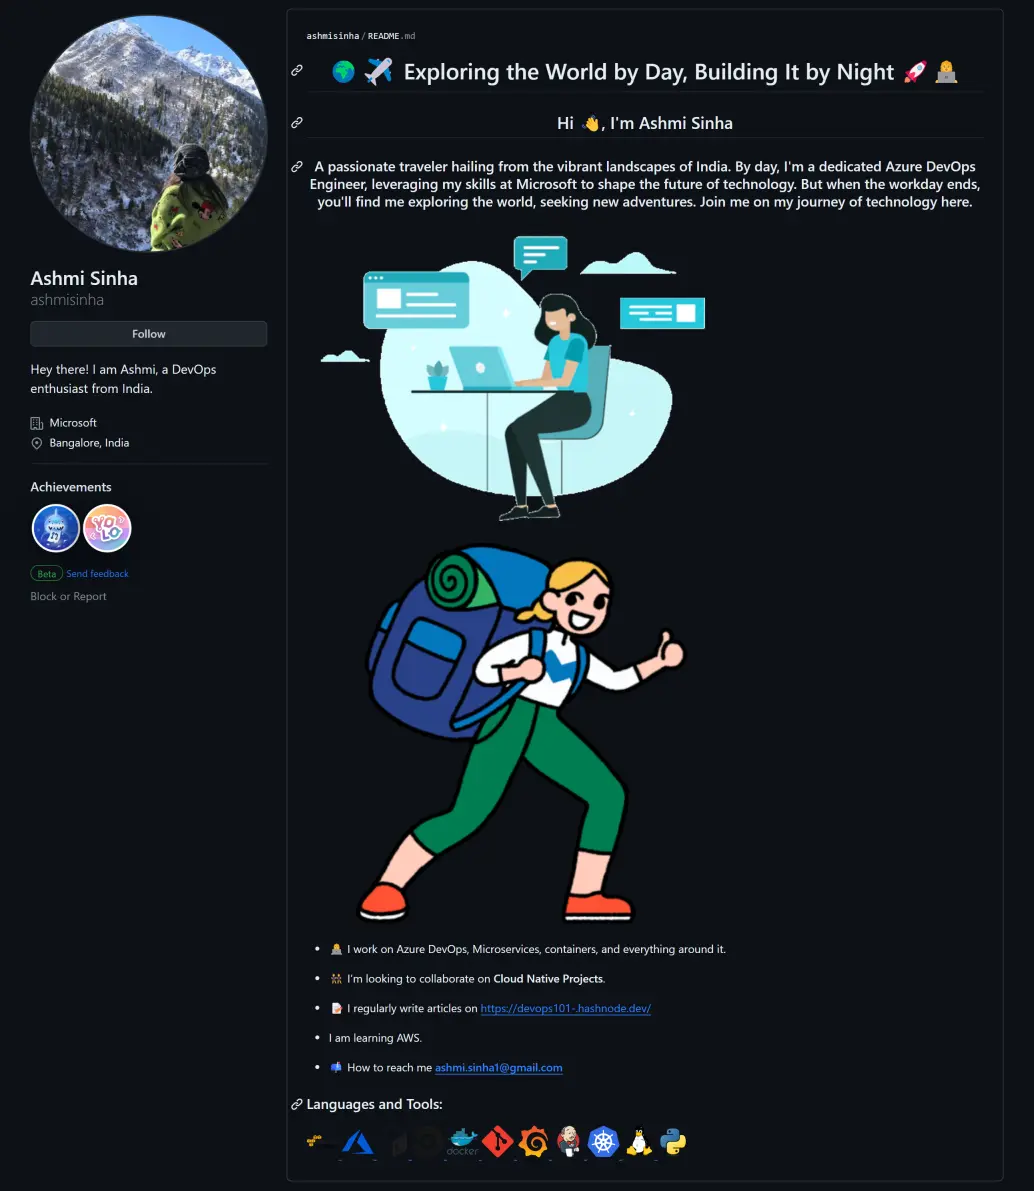 Ashmi Sinha
ashmisinha
Follow
Hey there! I am Ashmi, a DevOps
enthusiast from India.
Microsoft
Bangalore, India
Achievements
YOLO
Beta Send feedback
Block or Report
ashmisinha / README.md
🌍 ✈️ Exploring the World by Day, Building It by Night 🚀 👩‍💻
Hi 👋, I'm Ashmi Sinha
A passionate traveler hailing from the vibrant landscapes of India. By day, I'm a dedicated Azure DevOps
Engineer, leveraging my skills at Microsoft to shape the future of technology. But when the workday ends,
you'll find me exploring the world, seeking new adventures. Join me on my journey of technology here.
• 👩‍💻 I work on Azure DevOps, Microservices, containers, and everything around it.
• 👯 I'm looking to collaborate on Cloud Native Projects.
• 📝 I regularly write articles on https://devops101-.hashnode.dev/
• I am learning AWS.
• 📫 How to reach me ashmi.sinha1@gmail.com
Languages and Tools:
docker